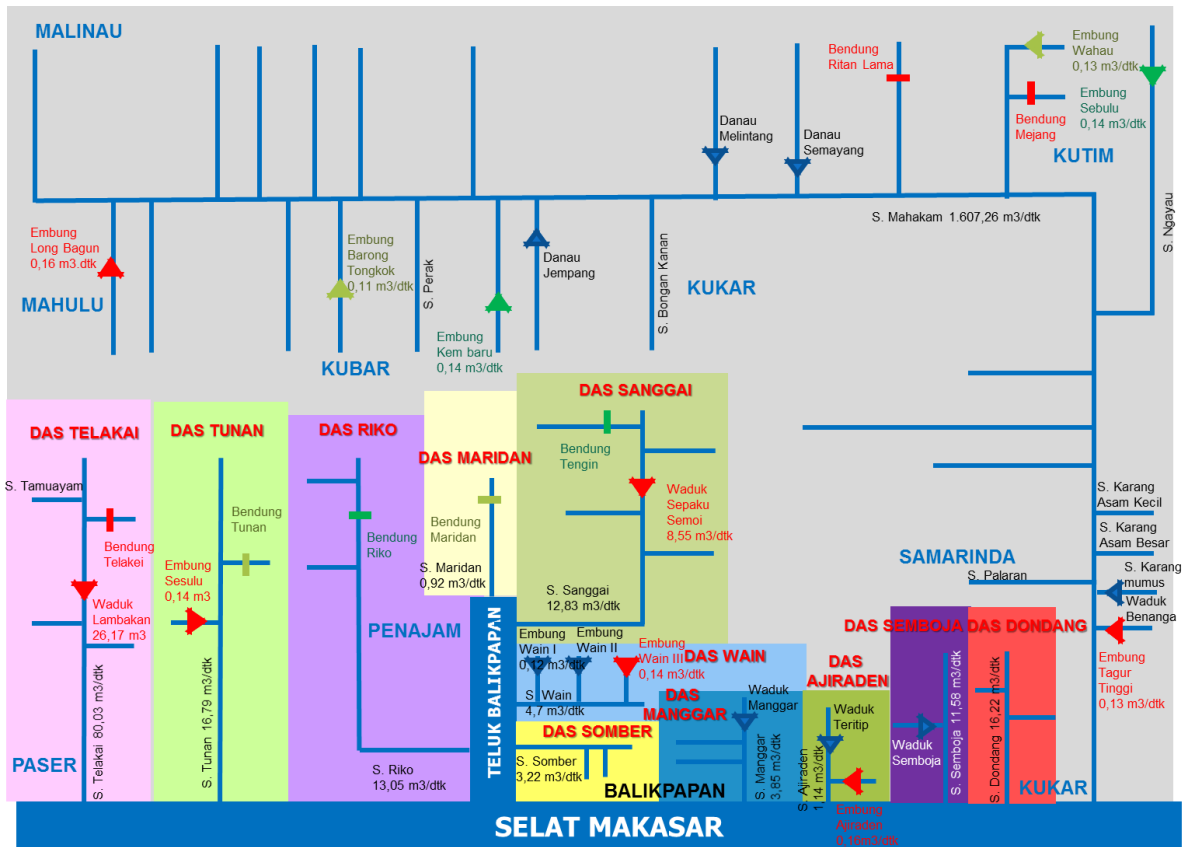 MALINAU
Bendung
Ritan Lama
Embung
Wahau
0,13 m3/dtk
Embung
Sebulu
0,14 m3/dtk
Bendung
Mejang
KUTIM
Danau
Melintang
Danau
Semayang
S. Mahakam 1.607,26 m3/dtk
S. Ngayau
Embung
Long Bagun
0,16 m3.dtk
MAHULU
Embung
Barong
Tongkok
0,11 m3/dtk
S. Perak
Danau
Jempang
S. Bongan Kanan
KUKAR
Embung
Kem baru
0,14 m3/dtk
KUBAR
DAS TELAKAI
S. Tamuayam
Bendung
Telakei
Waduk
Lambakan
26,17 m3
S. Telakai 80,03 m3/dtk
PASER
DAS TUNAN
Bendung
Tunan
Embung
Sesulu
0,14 m3
S. Tunan 16,79 m3/dtk
DAS RIKO
Bendung
Riko
PENAJAM
S. Riko
13,05 m3/dtk
DAS MARIDAN
Bendung
Maridan
S. Maridan
0,92 m3/dtk
DAS SANGGAI
Bendung
Tengin
Waduk
Sepaku
Semoi
8,55 m3/dtk
S. Sanggai
12,83 m3/dtk
TELUK BALIKPAPAN
Embung
Wain I
0,12 m3/dtk
Embung
Wain II
Embung
Wain III
0,14 m3/dtk
DAS WAIN
S. Wain
4,7 m3/dtk
DAS SOMBER
S. Somber
3,22 m3/dtk
BALIKPAPAN
DAS
MANGGAR
Waduk
Manggar
S. Manggar
3,85 m3/dtk
DAS
AJIRADEN
Waduk
Teritip
S. Ajiraden
1,14 m3/dtk
Embung
Ajiraden
0,16m3/dtk
DAS SEMBOJA
Waduk
Semboja
S. Semboja 11,58 m3/dtk
DAS DONDANG
S. Dondang 16,22 m3/dtk
KUKAR
S. Karang
Asam Kecil
S. Karang
Asam Besar
SAMARINDA
S. Palaran
S. Karang
mumus
Waduk
Benanga
Embung
Tagur
Tinggi
0,13 m3/dtk
SELAT MAKASAR